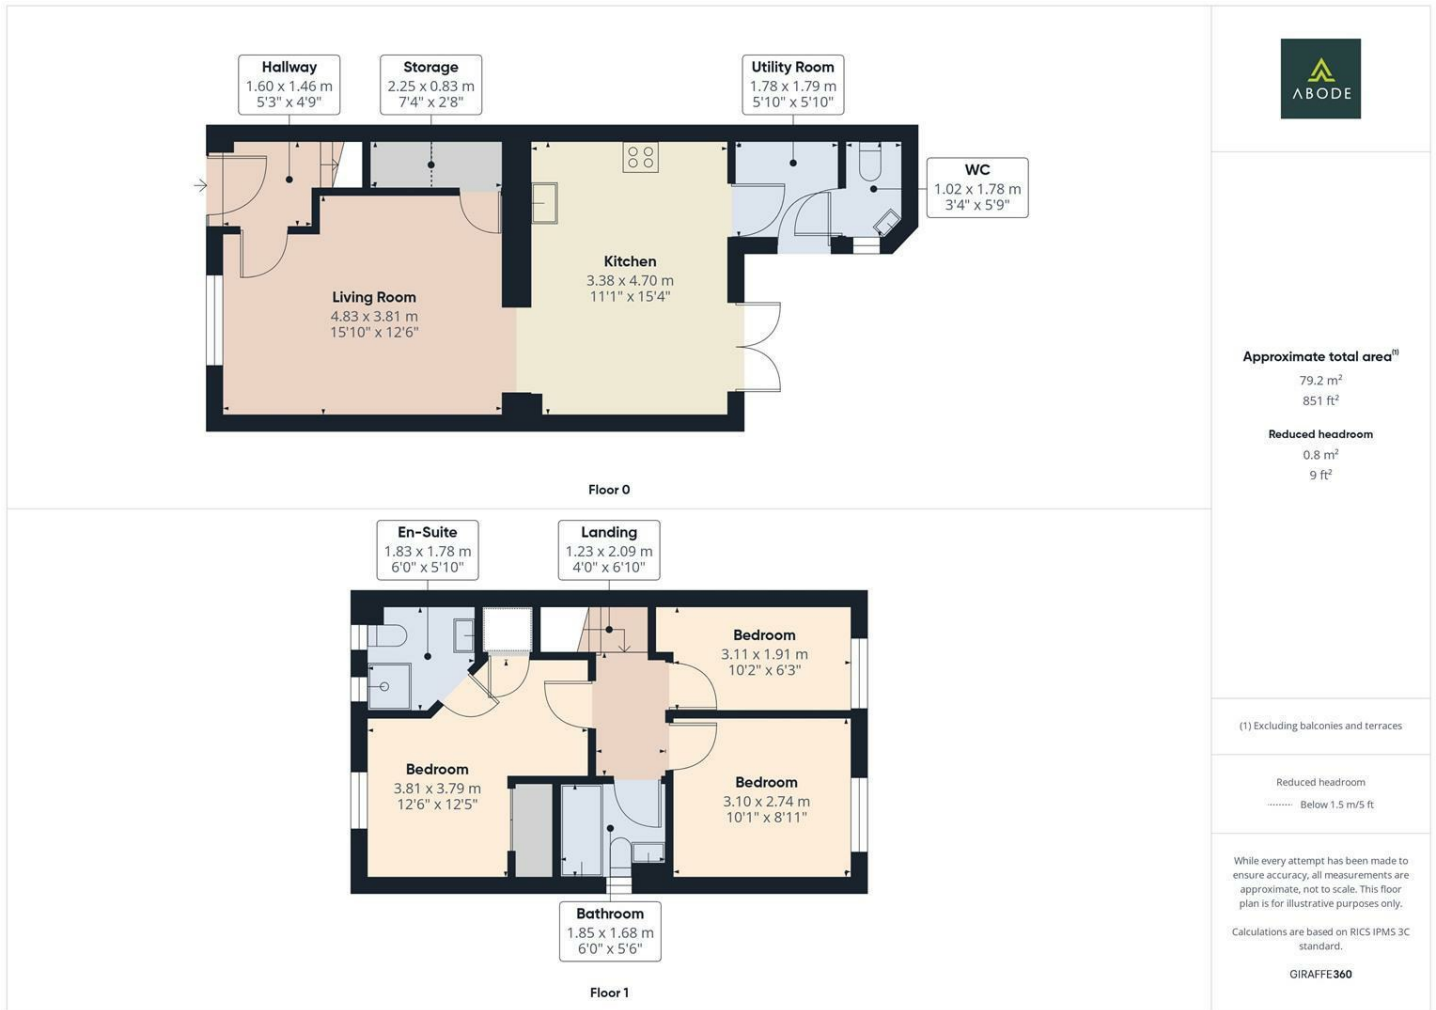 Hallway
1.60 x 1.46 m
5'3" x 4'9"
Storage
2.25 x 0.83 m
7'4" x 2'8"
Utility Room
1.78 x 1.79 m
5'10" x 5'10"
WC
1.02 x 1.78 m
3'4" x 5'9"
Kitchen
3.38 x 4.70 m
11'1" x 15'4"
Living Room
4.83 x 3.81 m
15'10" x 12'6"
Floor 0
En-Suite
1.83 x 1.78 m
6'0" x 5'10"
Landing
1.23 x 2.09 m
4'0" x 6'10"
Bedroom
3.11 x 1.91 m
10'2" x 6'3"
Bedroom
3.81 x 3.79 m
12'6" x 12'5"
Bedroom
3.10 x 2.74 m
10'1" x 8'11"
Bathroom
1.85 x 1.68 m
6'0" x 5'6"
Floor 1
ABODE
Approximate total area(1)
79.2 m²
851 ft²
Reduced headroom
0.8 m²
9 ft²
(1) Excluding balconies and terraces
Reduced headroom
Below 1.5 m/5 ft
While every attempt has been made to
ensure accuracy, all measurements are
approximate, not to scale. This floor
plan is for illustrative purposes only.
Calculations are based on RICS IPMS 3C
standard.
GIRAFFE360